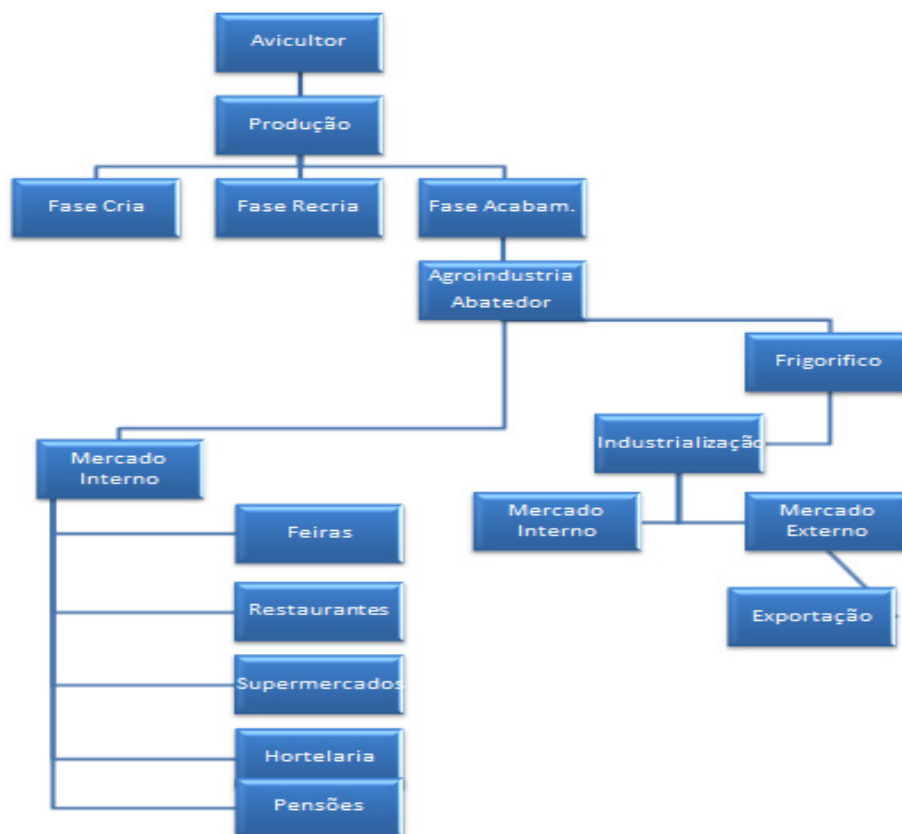 Avicultor
Produção
Fase Cria
Fase Recria
Fase Acabam.
Agroindustria
Abatedor
Frigorifico
Industrialização
Mercado
Interno
Mercado
Interno
Mercado
Externo
Feiras
Exportação
Restaurantes
Supermercados
Hortelaria
Pensões